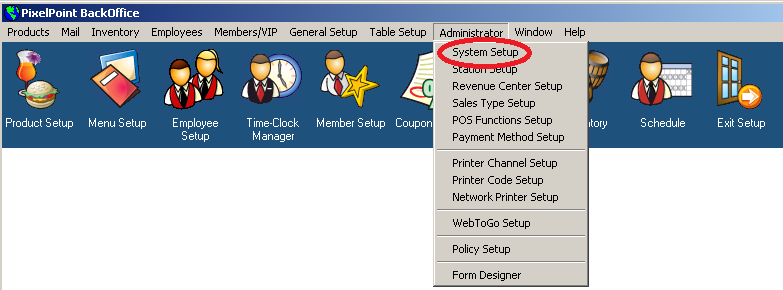 PixelPoint BackOffice
Products Mail Inventory Employees Members/VIP General Setup Table Setup Administrator Window Help
System Setup
Station Setup
Revenue Center Setup
Sales Type Setup
POS Functions Setup
Payment Method Setup
Printer Channel Setup
Printer Code Setup
Network Printer Setup
WebToGo Setup
Policy Setup
Form Designer
Product Setup
Menu Setup
Employee
Setup
Time-Clock
Manager
Member Setup
Coupon
Schedule
Exit Setup